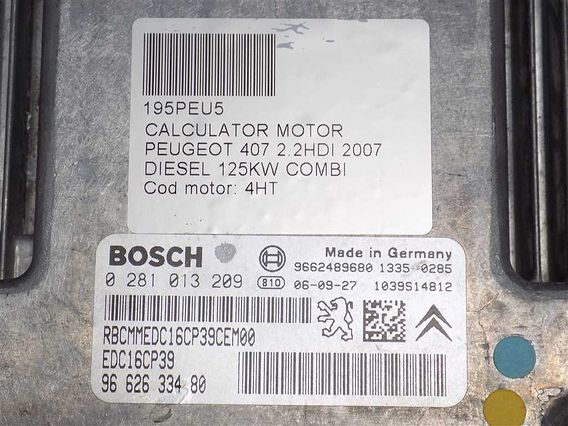 195PEU5
CALCULATOR MOTOR
PEUGEOT 407 2.2HDI 2007
DIESEL 125KW COMBI
Cod motor: 4HT
BOSCH
Made in Germany
9662489680 1335 0285
0 281 013 209 810 06-09-27 1039S14812
RBCMMEDC16CP39CEM00
EDC16CP39
96 626 334 80